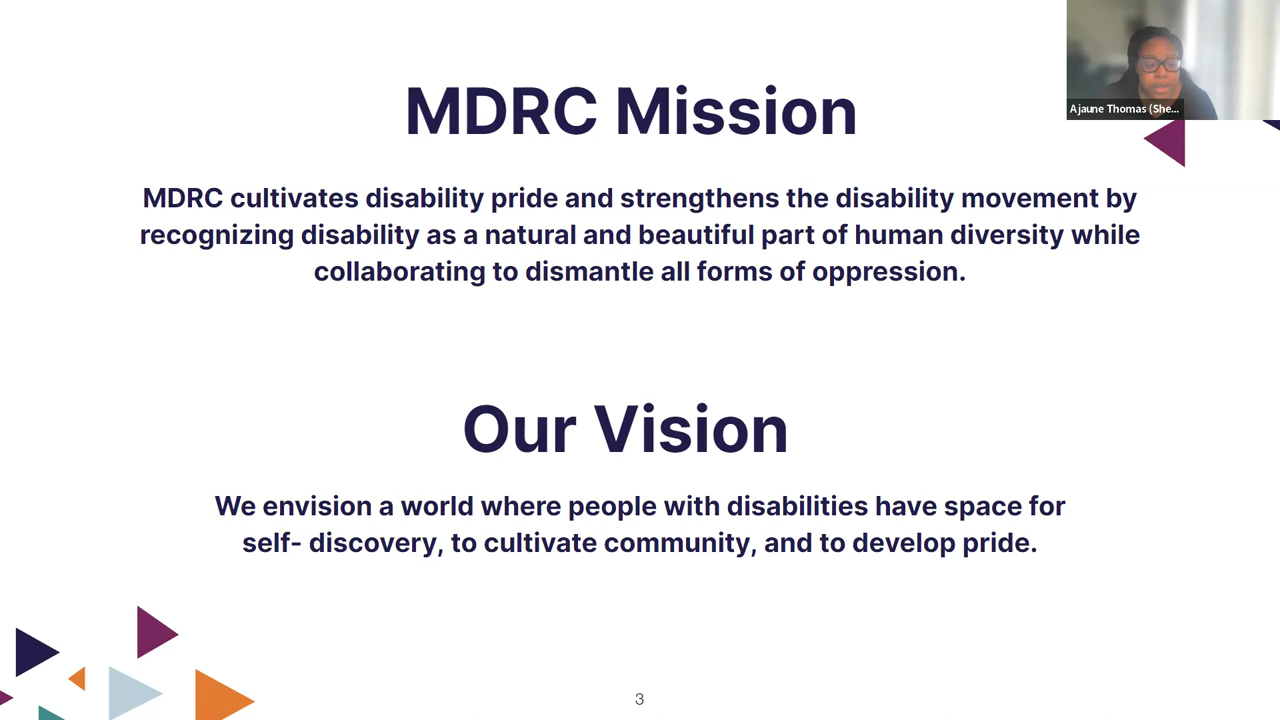 MDRC Mission
Ajaune Thomas (She...
MDRC cultivates disability pride and strengthens the disability movement by
recognizing disability as a natural and beautiful part of human diversity while
collaborating to dismantle all forms of oppression.
Our Vision
We envision a world where people with disabilities have space for
self- discovery, to cultivate community, and to develop pride.
3